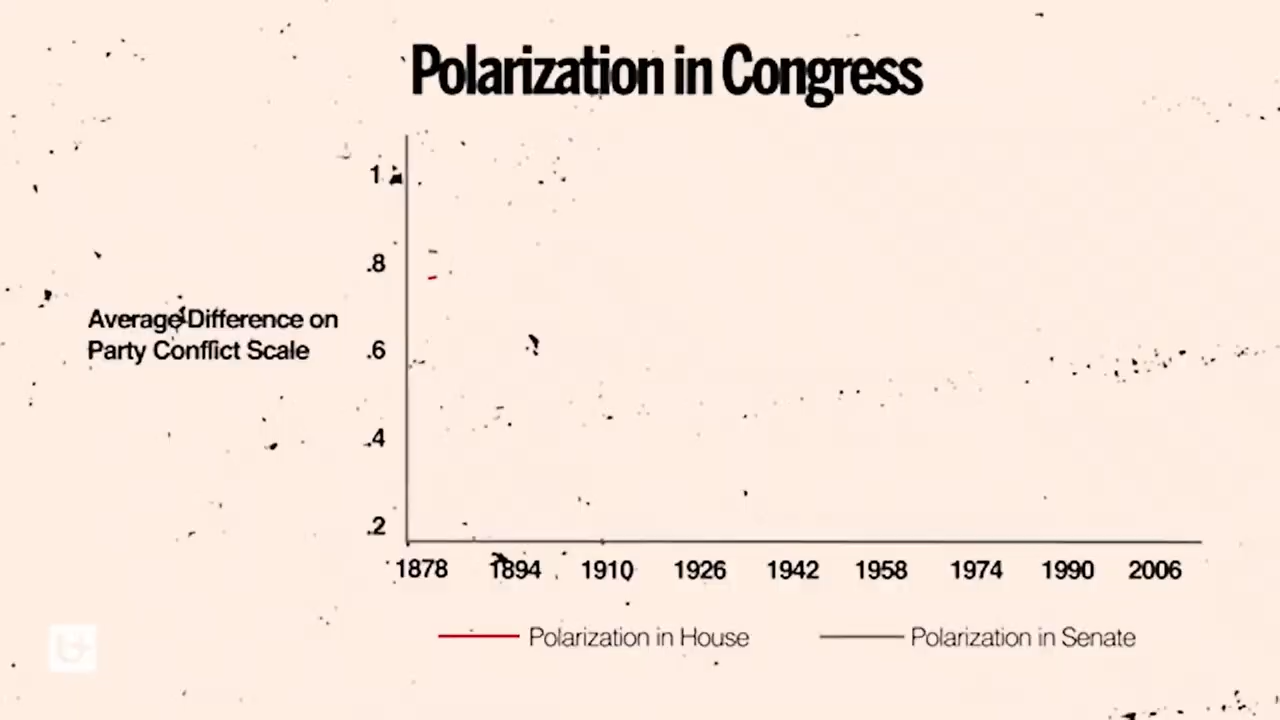 Polarization in Congress
1
.8
Average Difference on
Party Conflict Scale
.6
.4
.2
1878 1894 1910 1926 1942 1958 1974 1990 2006
Polarization in House Polarization in Senate